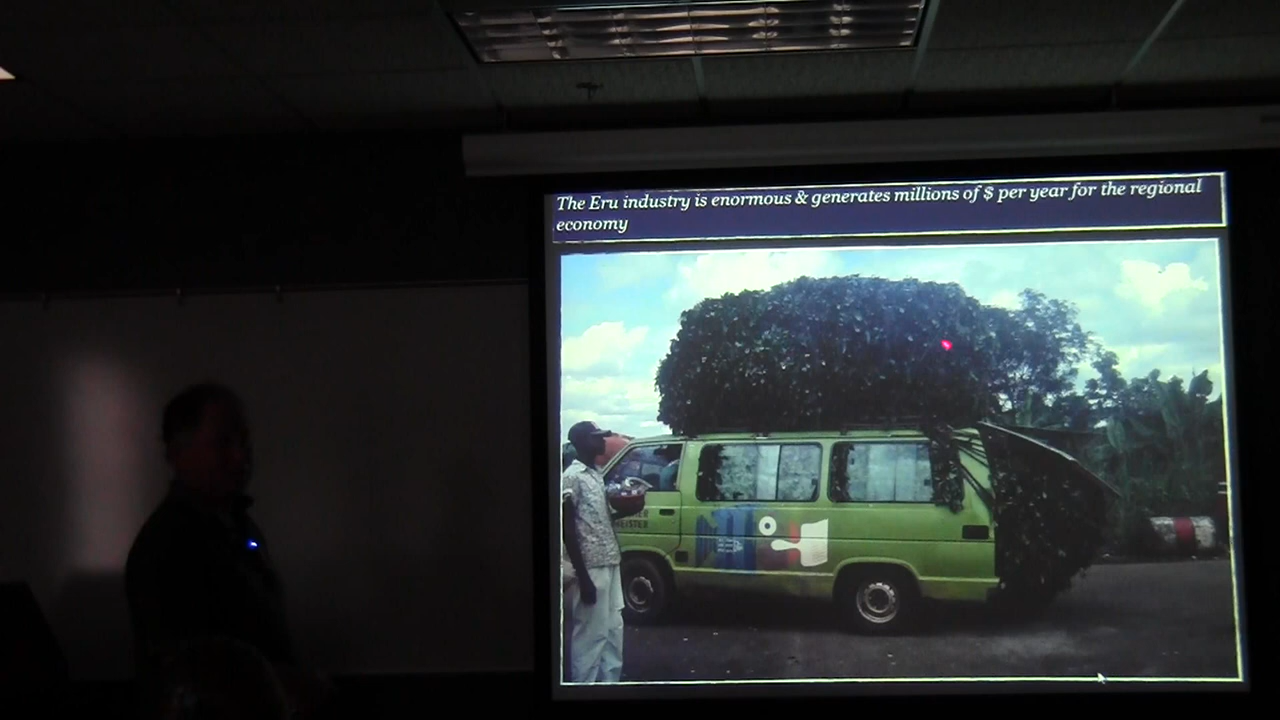 The Eru industry is enormous & generates millions of $ per year for the regional
economy